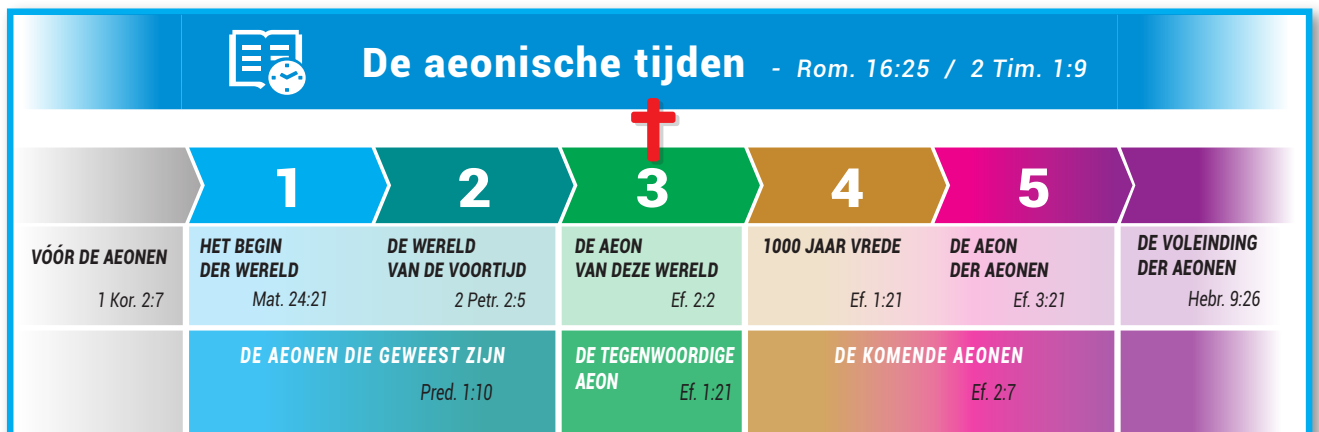 De aeonische tijden - Rom. 16:25 / 2 Tim. 1:9
1 2 3 4 5
VÓÓR DE AEONEN
1 Kor. 2:7
HET BEGIN
DER WERELD
Mat. 24:21
DE WERELD
VAN DE VOORTIJD
2 Petr. 2:5
DE AEON
VAN DEZE WERELD
Ef. 2:2
1000 JAAR VREDE
Ef. 1:21
DE AEON
DER AEONEN
Ef. 3:21
DE VOLEINDING
DER AEONEN
Hebr. 9:26
DE AEONEN DIE GEWEEST ZIJN
Pred. 1:10
DE TEGENWOORDIGE
AEON Ef. 1:21
DE KOMENDE AEONEN
Ef. 2:7